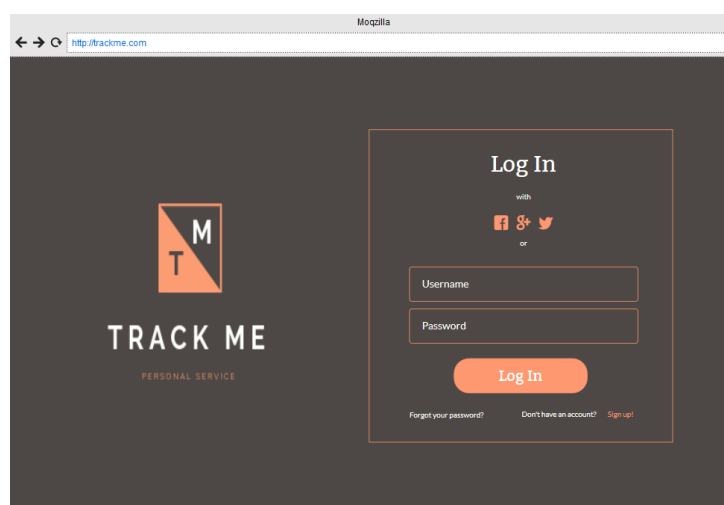 Moqzilla
http://trackme.com
M
T
TRACK ME
PERSONAL SERVICE
Log In
with
or
Username
Password
Log In
Forgot your password? Don't have an account? Sign up!